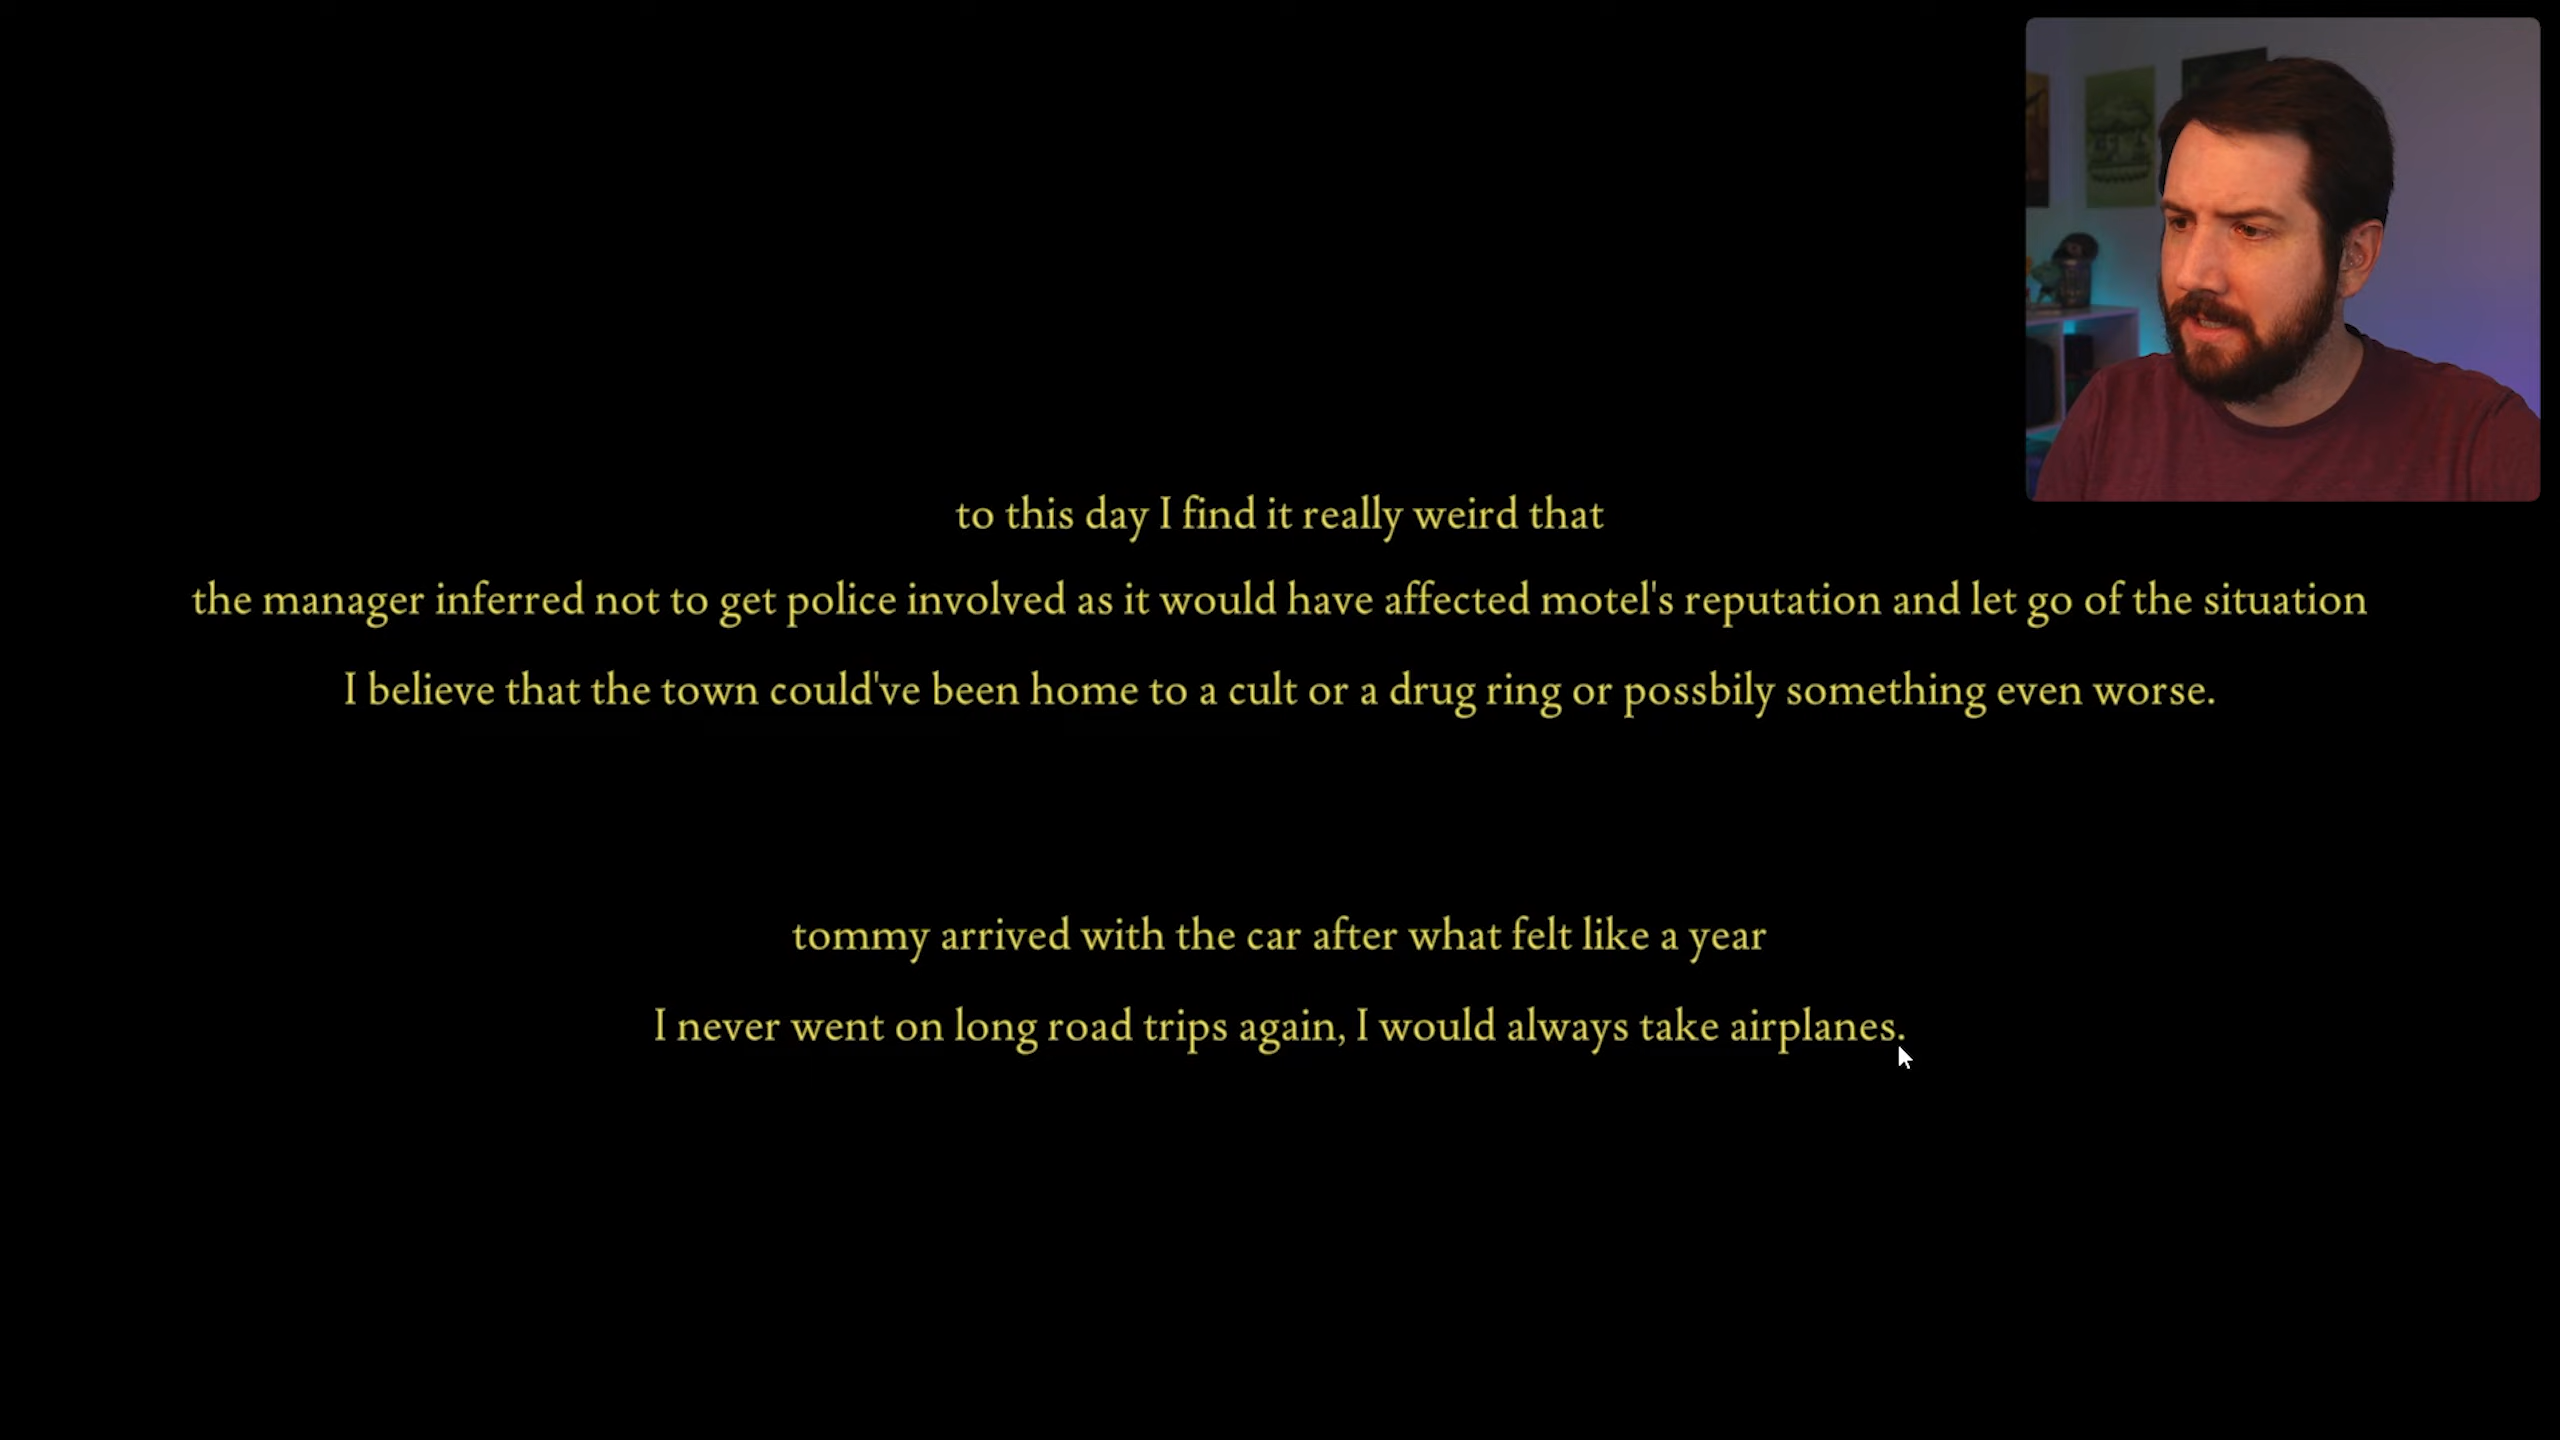 to this day I find it really weird that
the manager inferred not to get police involved as it would have affected motel's reputation and let go of the situation
I believe that the town could've been home to a cult or a drug ring or possbily something even worse.
tommy arrived with the car after what felt like a year
I never went on long road trips again, I would always take airplanes.